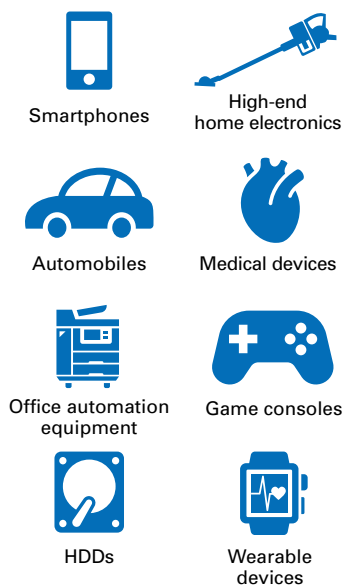 Smartphones
High-end
home electronics
Automobiles
Medical devices
Office automation
equipment
Game consoles
HDDs
Wearable
devices